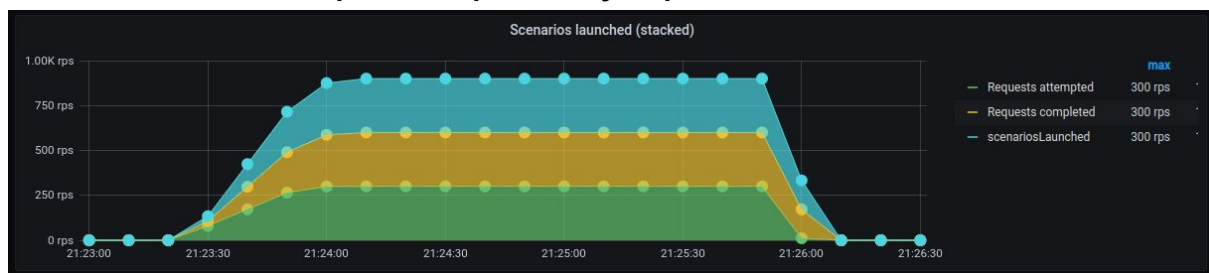 Scenarios launched (stacked)
1.00K rps
750 rps
500 rps
250 rps
0 rps
21:23:00 21:23:30 21:24:00 21:24:30 21:25:00 21:25:30 21:26:00 21:26:30
max
Requests attempted 300 rps
Requests completed 300 rps
scenariosLaunched 300 rps